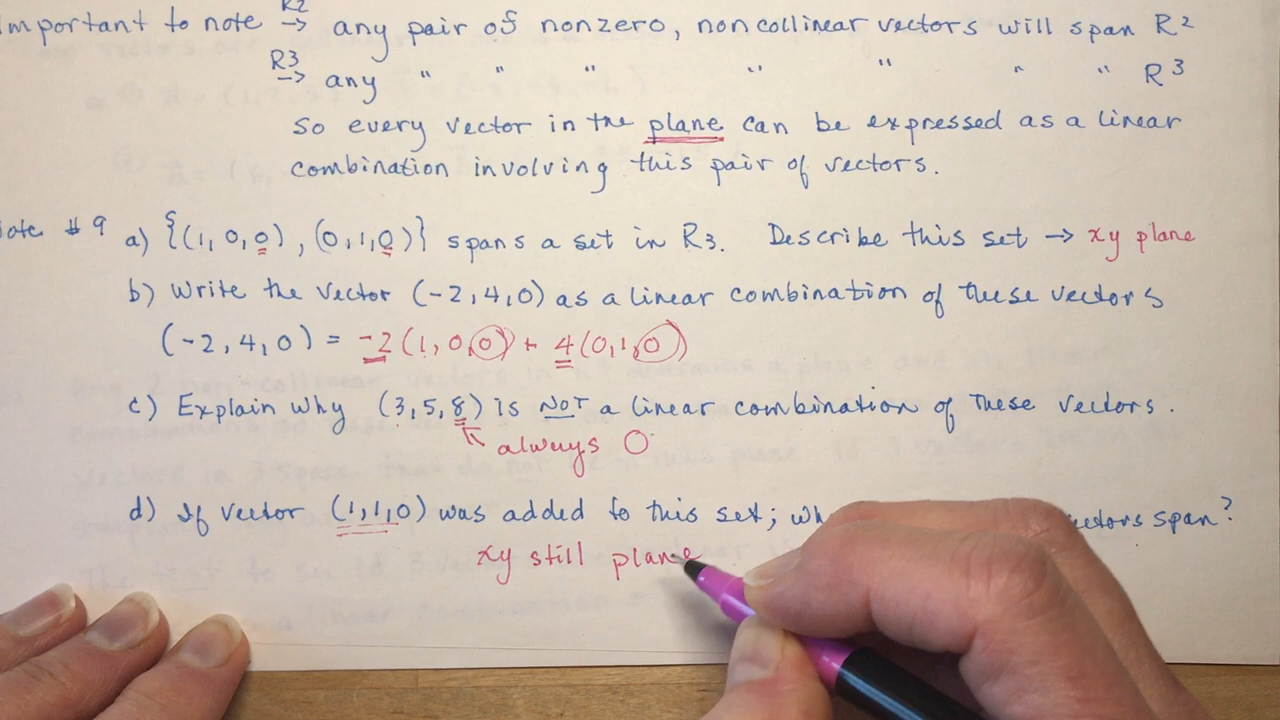 important to note R2 → any pair of nonzero, noncollinear vectors will span R2
R3 → any " " " " " " " R3
So every vector in the plane can be expressed as a linear
combination involving this pair of vectors.
#9 a) {(1,0,0), (0,1,0)} spans a set in R3. Describe this set → xy plane
b) Write the vector (-2,4,0) as a linear combination of these vectors
(-2,4,0) = -2(1,0,0) + 4(0,1,0)
c) Explain why (3,5,8) is NOT a linear combination of these vectors.
always 0
d) If vector (1,1,0) was added to this set; span?
xy still plane